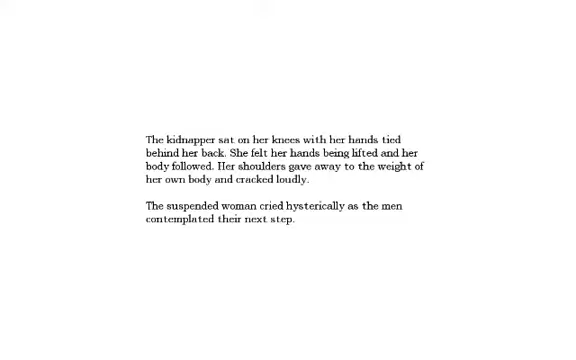 The kidnapper sat on her knees with her hands tied
behind her back. She felt her hands being lifted and her
body followed. Her shoulders gave away to the weight of
her own body and cracked loudly.
The suspended woman cried hysterically as the men
contemplated their next step.